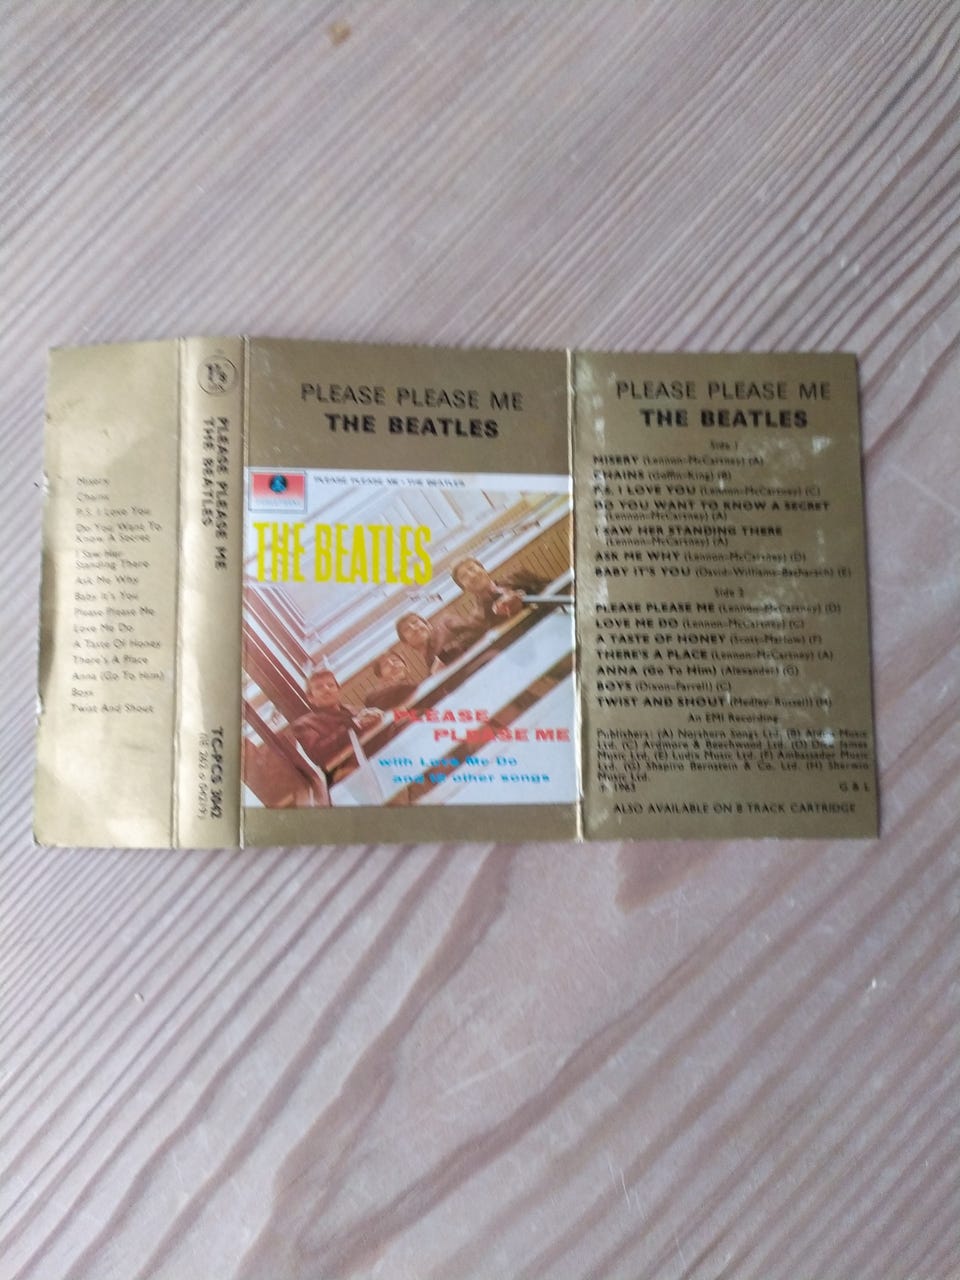 Misery
Chains
P.S. I Love You
Do You Want To
Know A Secret
I Saw Her
Standing There
Ask Me Why
Baby It's You
Please Please Me
Love Me Do
A Taste Of Honey
There's A Place
Anna (Go To Him)
Boys
Twist And Shout
PLEASE PLEASE ME
THE BEATLES
TC-PCS 3042
PLEASE PLEASE ME
THE BEATLES
PLEASE PLEASE ME • THE BEATLES
THE BEATLES
PLEASE
PLEASE ME
with Love Me Do
and 12 other songs
PLEASE PLEASE ME
THE BEATLES
Side 1
MISERY (Lennon–McCartney) (A)
CHAINS (Goffin–King) (B)
P.S. I LOVE YOU (Lennon–McCartney) (C)
DO YOU WANT TO KNOW A SECRET
(Lennon–McCartney) (A)
I SAW HER STANDING THERE
(Lennon–McCartney) (A)
ASK ME WHY (Lennon–McCartney) (D)
BABY IT'S YOU (David–Williams–Bacharach) (E)
Side 2
PLEASE PLEASE ME (Lennon–McCartney) (D)
LOVE ME DO (Lennon–McCartney) (C)
A TASTE OF HONEY (Scott–Marlow) (F)
THERE'S A PLACE (Lennon–McCartney) (A)
ANNA (Go To Him) (Alexander) (G)
BOYS (Dixon–Farrell) (C)
TWIST AND SHOUT (Medley–Russell) (H)
An EMI Recording
Publishers: (A) Northern Songs Ltd. (B) Aldon Music
Ltd. (C) Ardmore & Beechwood Ltd. (D) Dick James
Music Ltd. (E) Ludix Music Ltd. (F) Ambassador Music
Ltd. (G) Shapiro Bernstein & Co. Ltd. (H) Sherwin
Music Ltd.
℗ 1963
G & L
ALSO AVAILABLE ON 8 TRACK CARTRIDGE